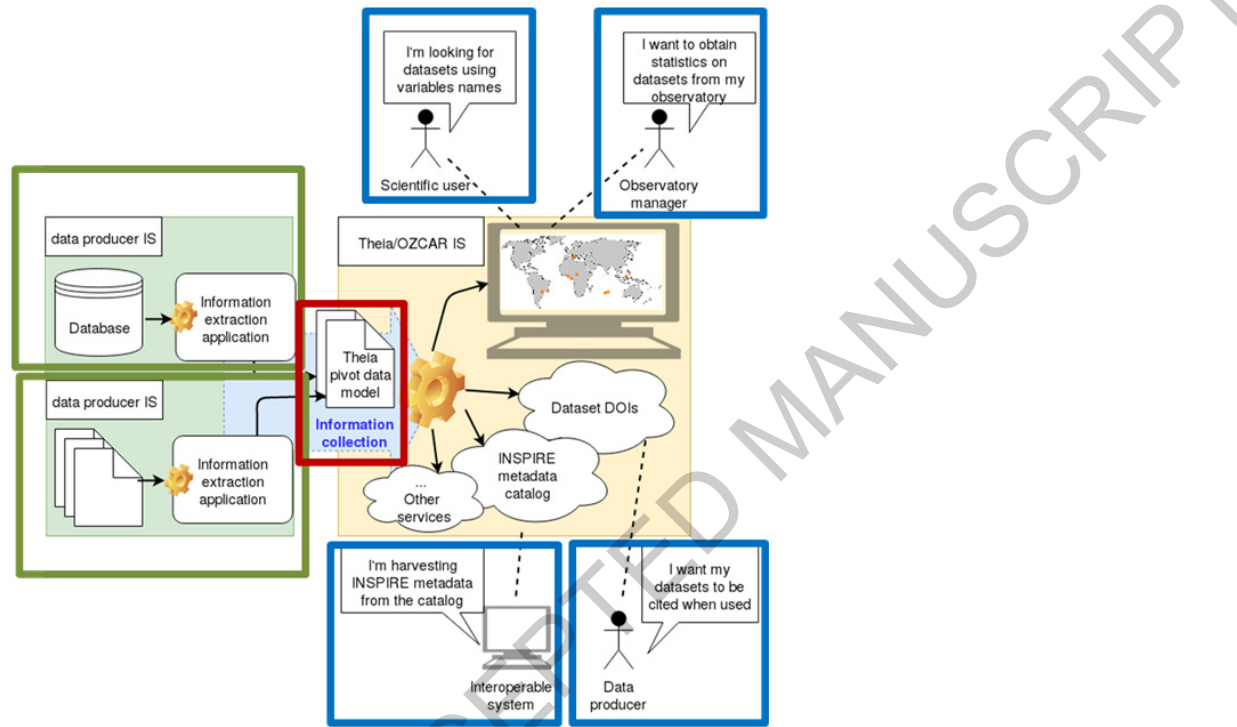 I'm looking for
datasets using
variables names
Scientific user
I want to obtain
statistics on
datasets from my
observatory
Observatory
manager
data producer IS
Database
Information
extraction
application
data producer IS
Information
extraction
application
Theia
pivot data
model
Information
collection
Theia/OZCAR IS
Dataset DOIs
INSPIRE
metadata
catalog
...
Other
services
I'm harvesting
INSPIRE metadata
from the catalog
Interoperable
system
I want my
datasets to be
cited when used
Data
producer
EPTED MANUSCRIPT